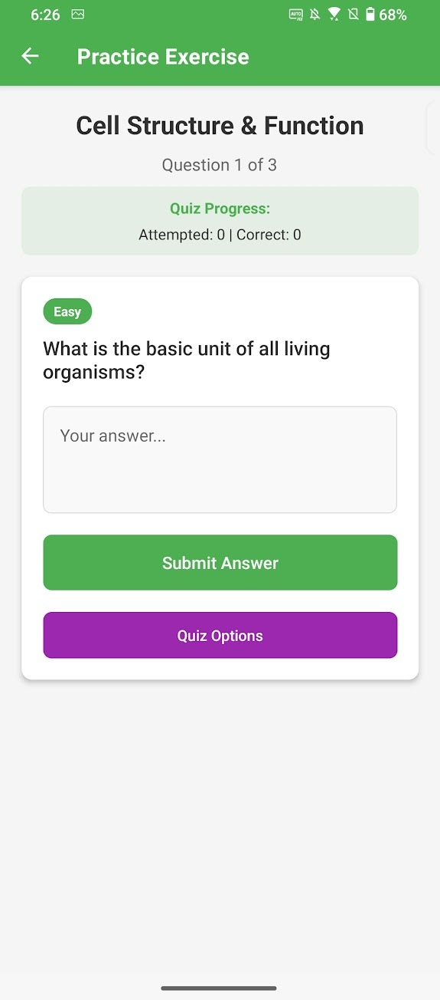 6:26
68%
Practice Exercise
Cell Structure & Function
Question 1 of 3
Quiz Progress:
Attempted: 0 | Correct: 0
Easy
What is the basic unit of all living
organisms?
Your answer...
Submit Answer
Quiz Options